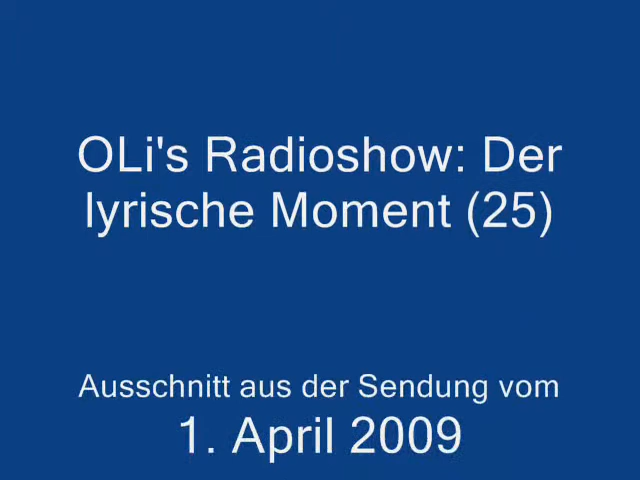 OLi's Radioshow: Der
lyrische Moment (25)
Ausschnitt aus der Sendung vom
1. April 2009